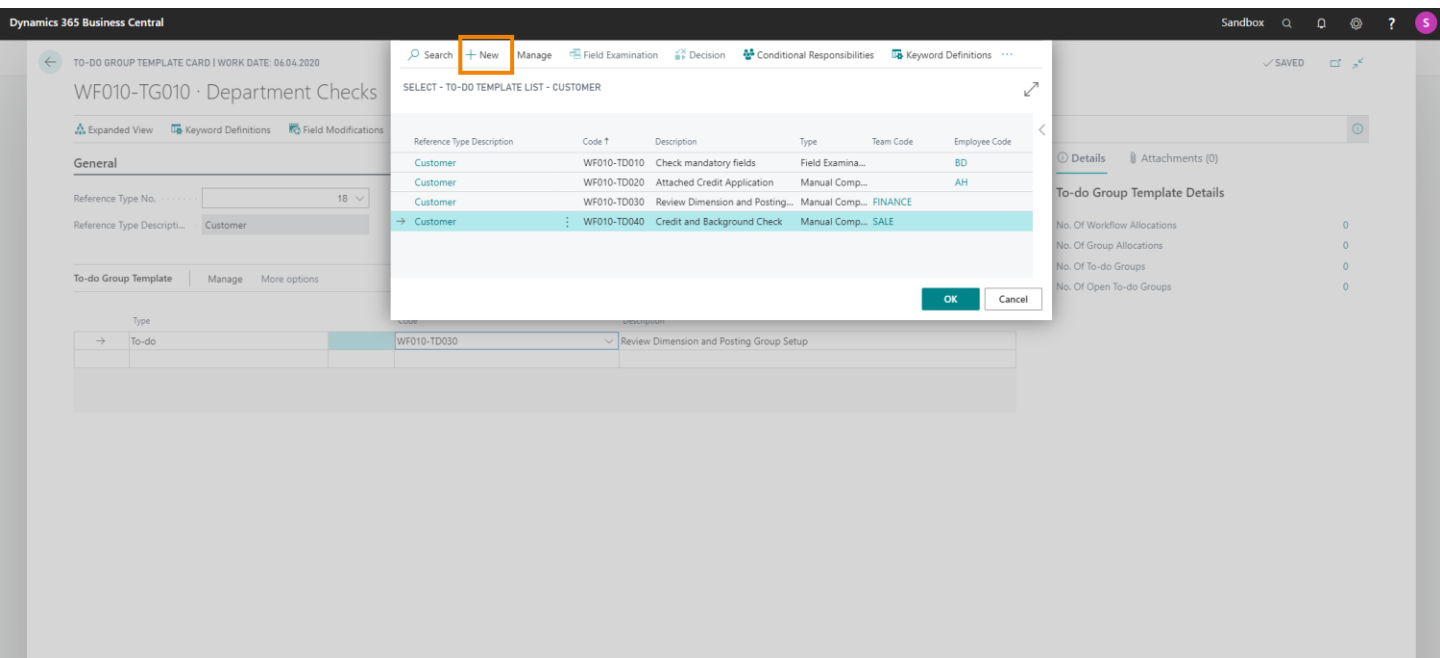 Dynamics 365 Business Central
Sandbox
?
S
TO-DO GROUP TEMPLATE CARD | WORK DATE: 06.04.2020
✓ SAVED
WF010-TG010 · Department Checks
Expanded View Keyword Definitions Field Modifications
General
Reference Type No. 18
Reference Type Descripti... Customer
To-do Group Template Manage More options
Search + New Manage Field Examination Decision Conditional Responsibilities Keyword Definitions ...
SELECT - TO-DO TEMPLATE LIST - CUSTOMER
Reference Type Description Code ↑ Description Type Team Code Employee Code
Customer WF010-TD010 Check mandatory fields Field Examina... BD
Customer WF010-TD020 Attached Credit Application Manual Comp... AH
Customer WF010-TD030 Review Dimension and Posting... Manual Comp... FINANCE
→ Customer WF010-TD040 Credit and Background Check Manual Comp... SALE
OK Cancel
Type Code Description
→ To-do WF010-TD030 Review Dimension and Posting Group Setup
Details Attachments (0)
To-do Group Template Details
No. Of Workflow Allocations 0
No. Of Group Allocations 0
No. Of To-do Groups 0
No. Of Open To-do Groups 0